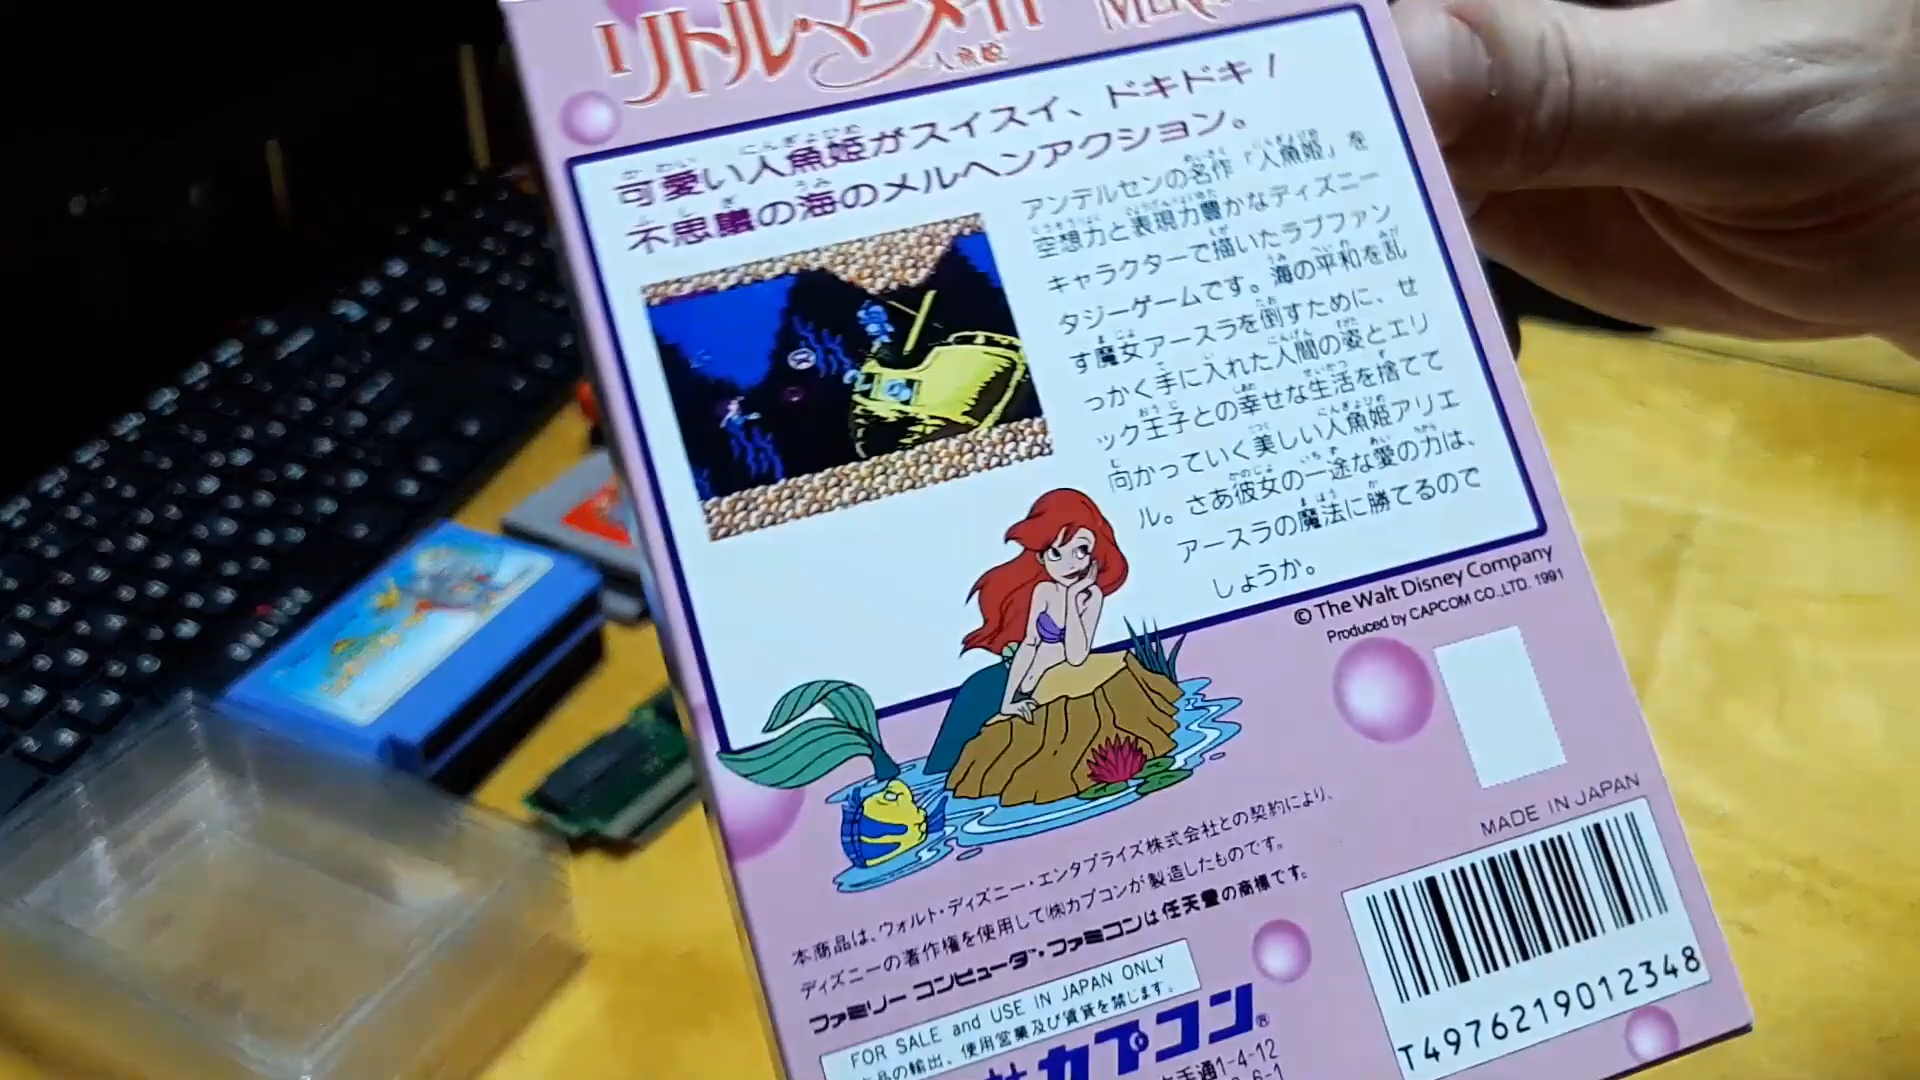 リトル・マーメイド
人魚姫
可愛い人魚姫がスイスイ、ドキドキ!
不思議の海のメルヘンアクション。
アンデルセンの名作「人魚姫」を
空想力と表現力豊かなディズニー
キャラクターで描いたラブファン
タジーゲームです。海の平和を乱
す魔女アースラを倒すために、せ
っかく手に入れた人間の姿とエリ
ック王子との幸せな生活を捨てて
向かっていく美しい人魚姫アリエ
ル。さあ彼女の一途な愛の力は、
アースラの魔法に勝てるので
しょうか。
© The Walt Disney Company
Produced by CAPCOM CO.,LTD. 1991
MADE IN JAPAN
本商品は、ウォルト・ディズニー・エンタプライズ株式会社との契約により、
ディズニーの著作権を使用して(株)カプコンが製造したものです。
ファミリーコンピュータ・ファミコンは任天堂の商標です。
FOR SALE and USE IN JAPAN ONLY
品の輸出、使用営業及び賃貸を禁じます。
カプコン®
1-4-12
T4976219012348